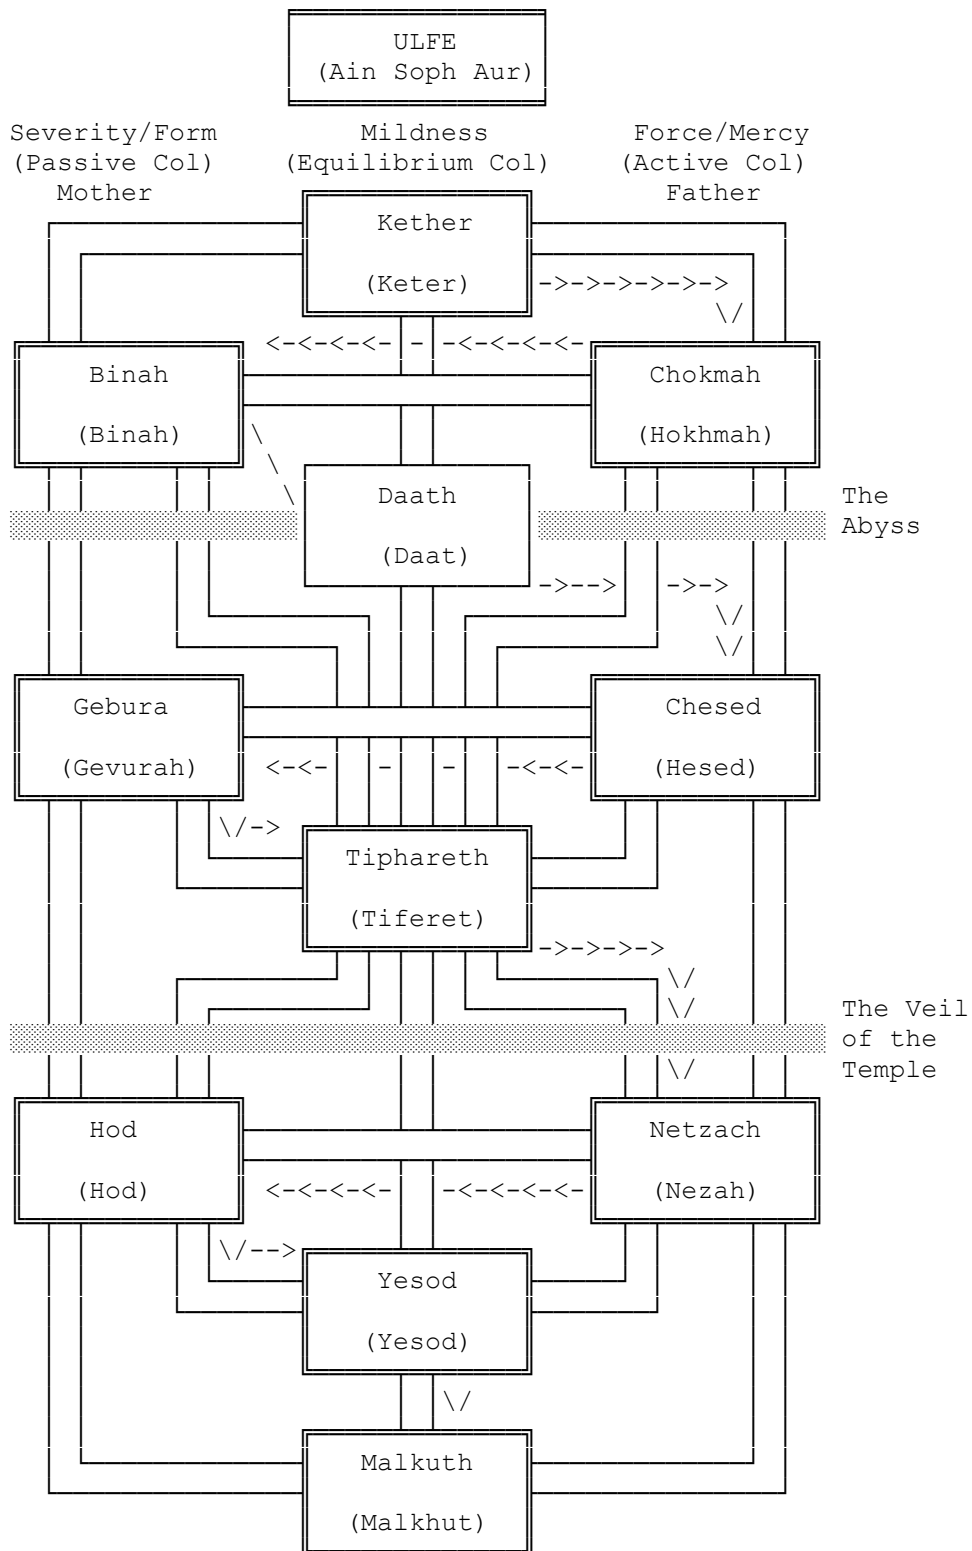 ULFE
(Ain Soph Aur)
Severity/Form Mildness Force/Mercy
(Passive Col) (Equilibrium Col) (Active Col)
Mother Father
Kether
(Keter) ->->->->->->
\/
<-<-<-<- - -<-<-<-<-
Binah Chokmah
(Binah) \ (Hokhmah)
\
\ Daath The
Abyss
(Daat)
->--> ->->
\/
\/
Gebura Chesed
(Gevurah) <-<- - - -<-<- (Hesed)
\/->
Tiphareth
(Tiferet)
->->->->
\/
\/ The Veil
of the
\/ Temple
Hod Netzach
(Hod) <-<-<-<- -<-<-<-<- (Nezah)
\/-->
Yesod
(Yesod)
\/
Malkuth
(Malkhut)